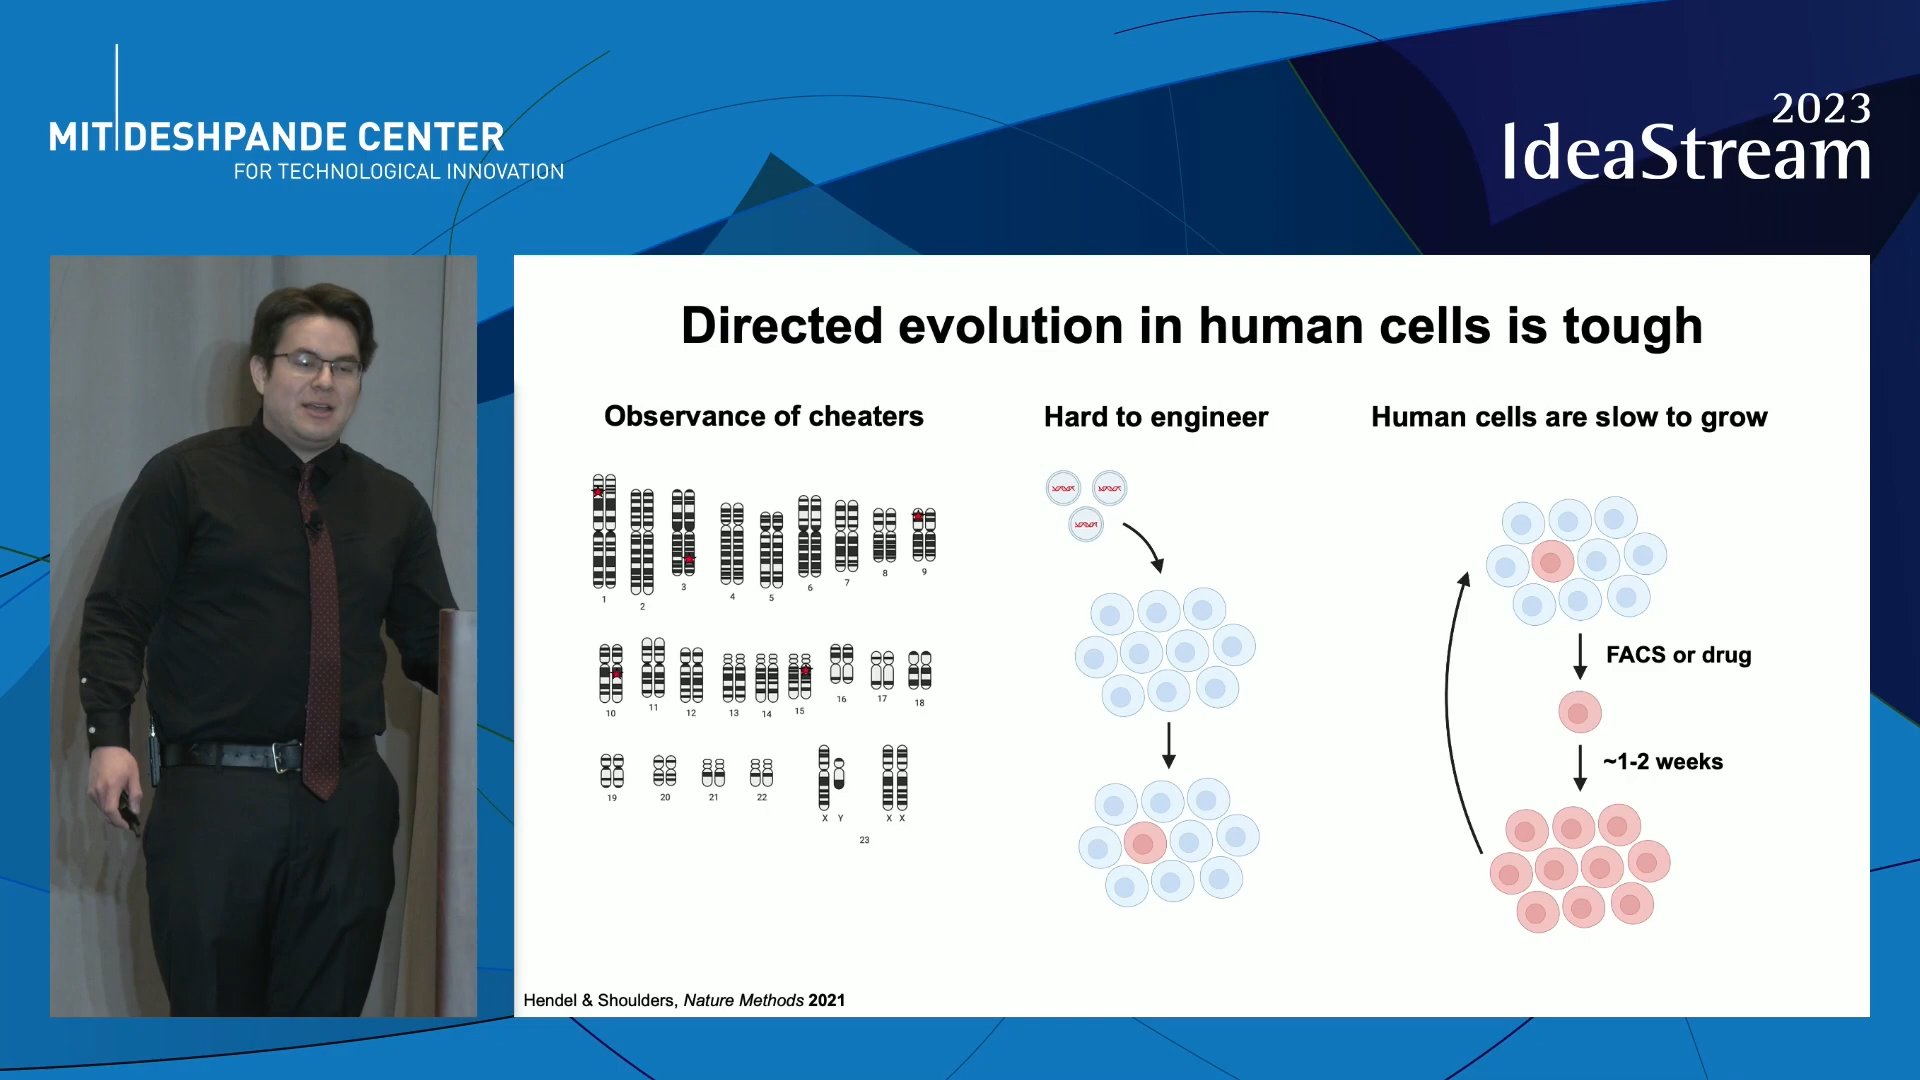 MIT DESHPANDE CENTER
FOR TECHNOLOGICAL INNOVATION
2023
IdeaStream
Directed evolution in human cells is tough
Observance of cheaters
Hard to engineer
Human cells are slow to grow
1
2
3
4
5
6
7
8
9
10
11
12
13
14
15
16
17
18
19
20
21
22
X Y
X X
23
FACS or drug
~1-2 weeks
Hendel & Shoulders, Nature Methods 2021